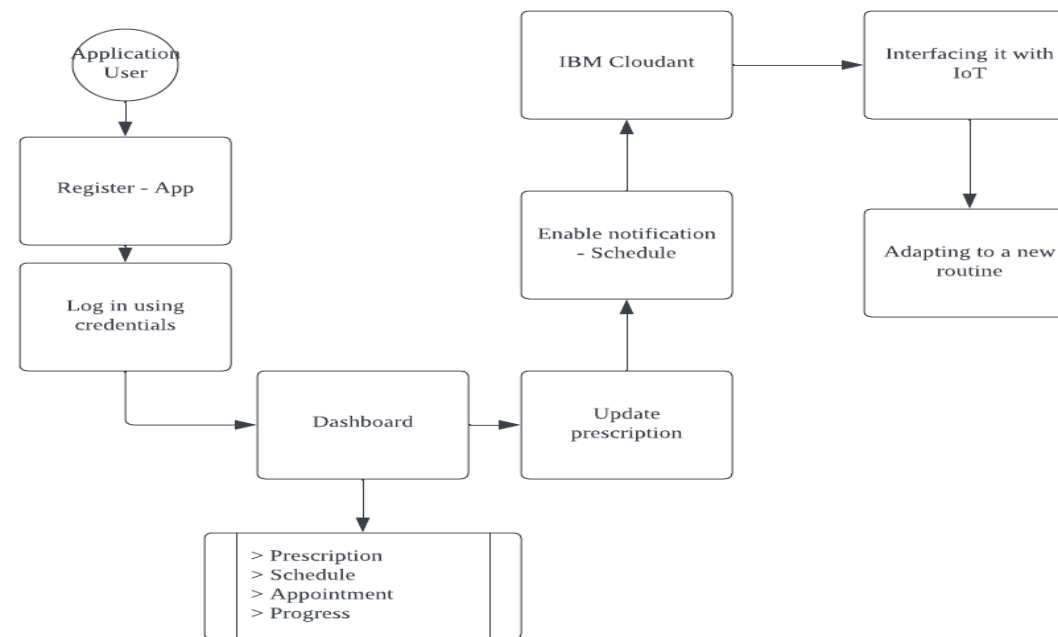 Application
User
Register - App
Log in using
credentials
Dashboard
> Prescription
> Schedule
> Appointment
> Progress
Update
prescription
Enable notification
- Schedule
IBM Cloudant
Interfacing it with
IoT
Adapting to a new
routine